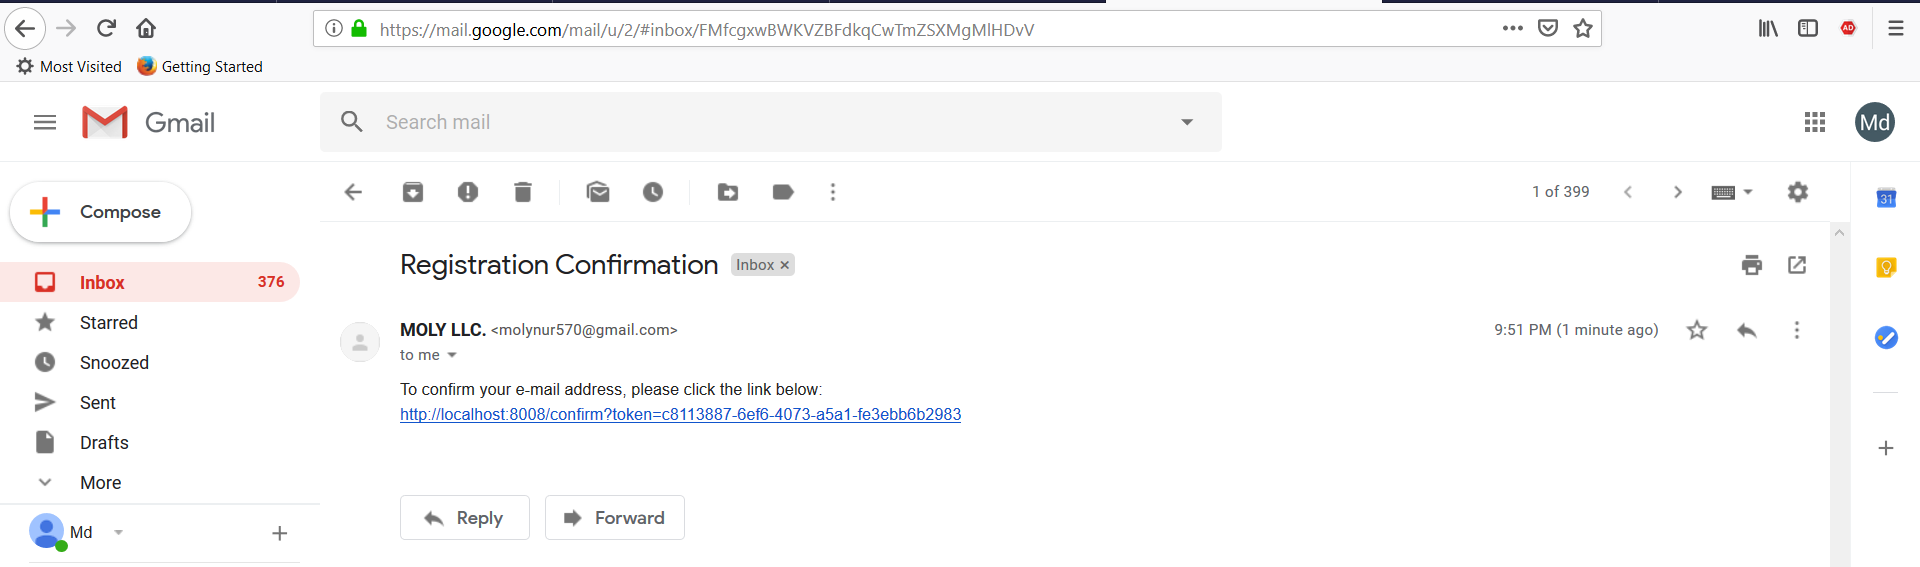 https://mail.google.com/mail/u/2/#inbox/FMfcgxwBWKVZBFdkqCwTmZSXMgMlHDvV
AD
Most Visited Getting Started
Gmail
Search mail
Md
Compose
1 of 399
31
Registration Confirmation Inbox ×
Inbox 376
Starred
MOLY LLC. <molynur570@gmail.com>
9:51 PM (1 minute ago)
to me
Snoozed
To confirm your e-mail address, please click the link below:
http://localhost:8008/confirm?token=c8113887-6ef6-4073-a5a1-fe3ebb6b2983
Sent
Drafts
More
Reply Forward
Md